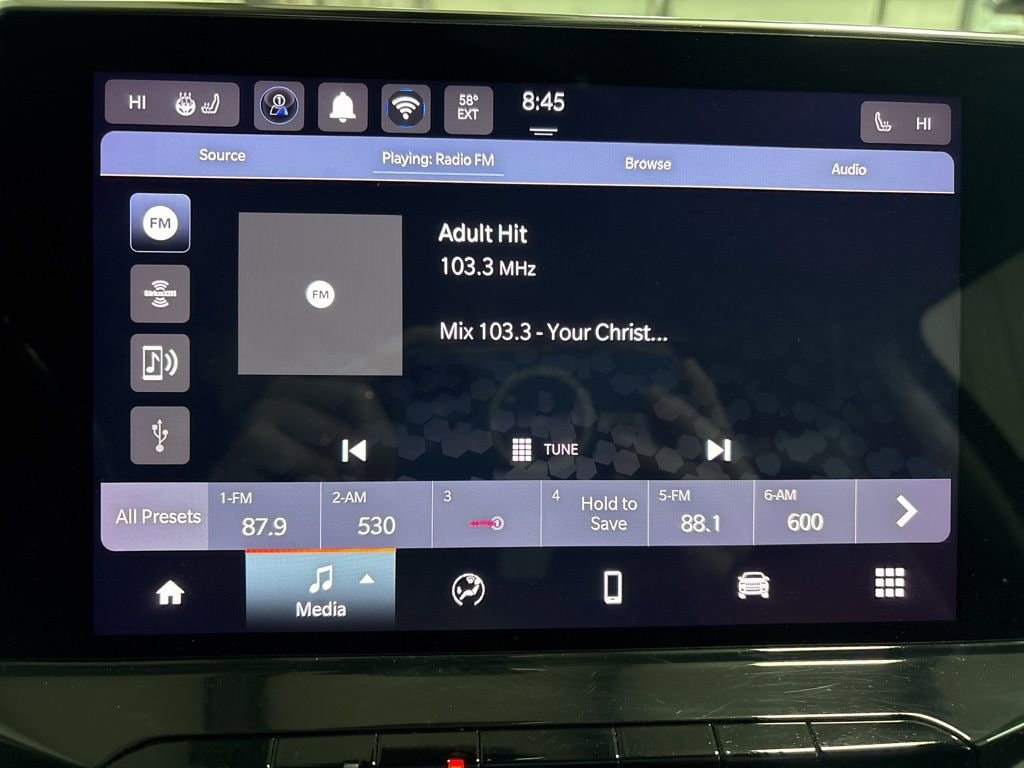 HI
58°
EXT
8:45
HI
Source
Playing: Radio FM
Browse
Audio
FM
SiriusXM
FM
Adult Hit
103.3 MHz
Mix 103.3 - Your Christ...
TUNE
All Presets
1-FM
87.9
2-AM
530
3
4
Hold to
Save
5-FM
88.1
6-AM
600
Media